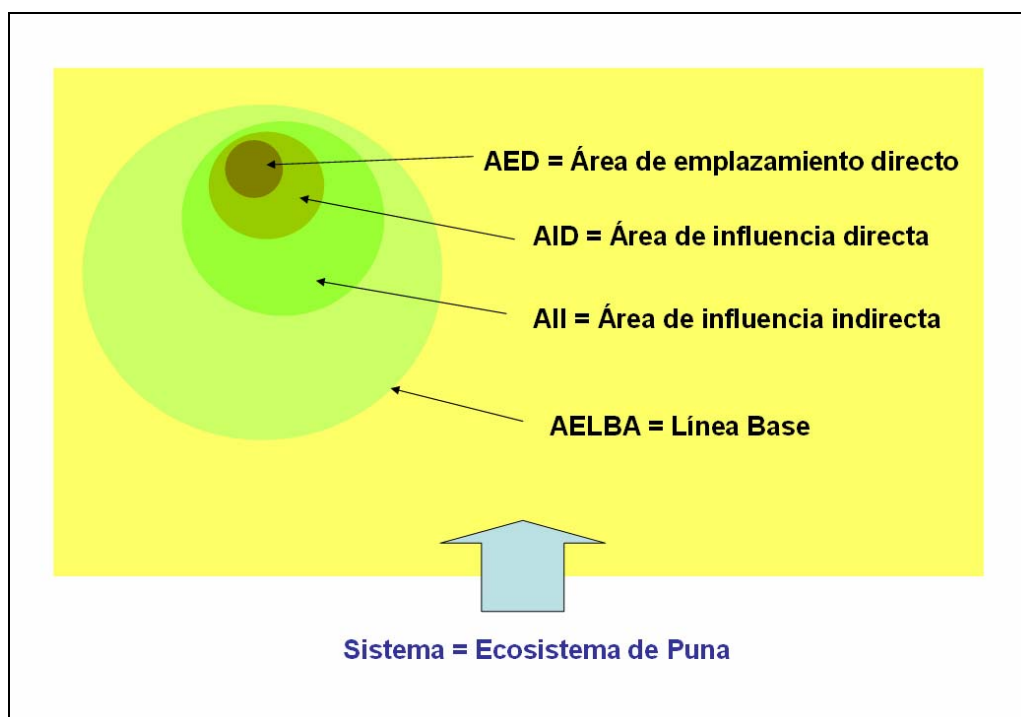 AED = Área de emplazamiento directo
AID = Área de influencia directa
AII = Área de influencia indirecta
AELBA = Línea Base
Sistema = Ecosistema de Puna